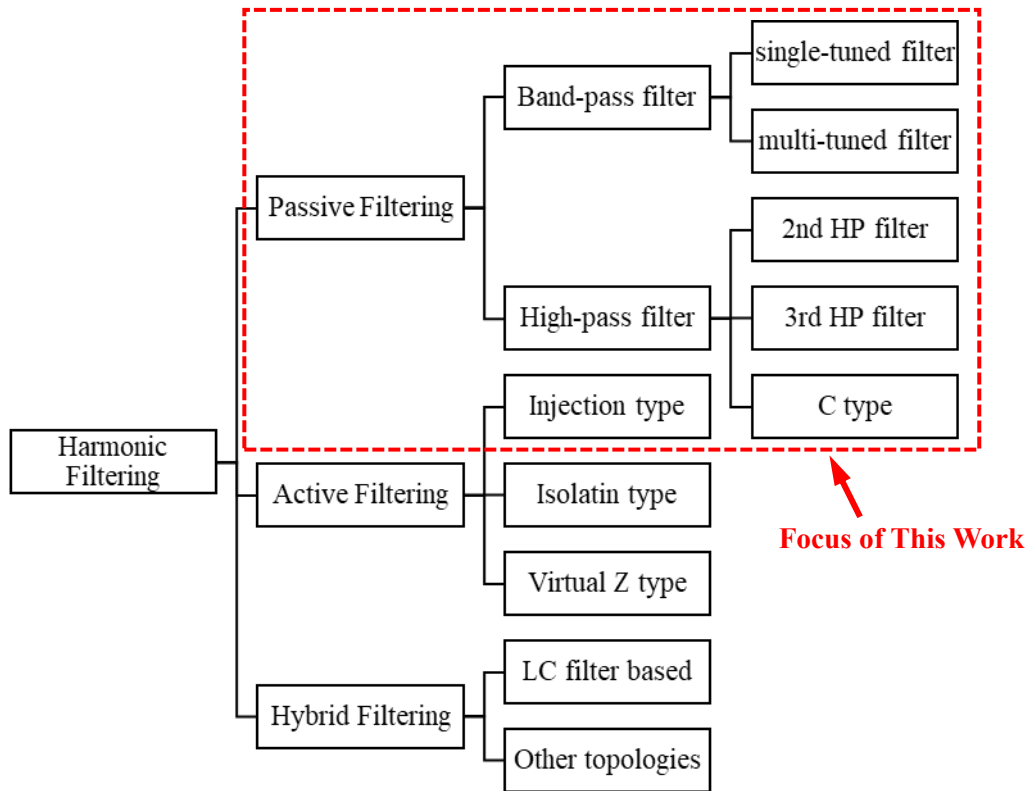 single-tuned filter
Band-pass filter
multi-tuned filter
Passive Filtering
2nd HP filter
High-pass filter
3rd HP filter
Injection type
C type
Harmonic
Filtering
Active Filtering
Isolatin type
Focus of This Work
Virtual Z type
LC filter based
Hybrid Filtering
Other topologies